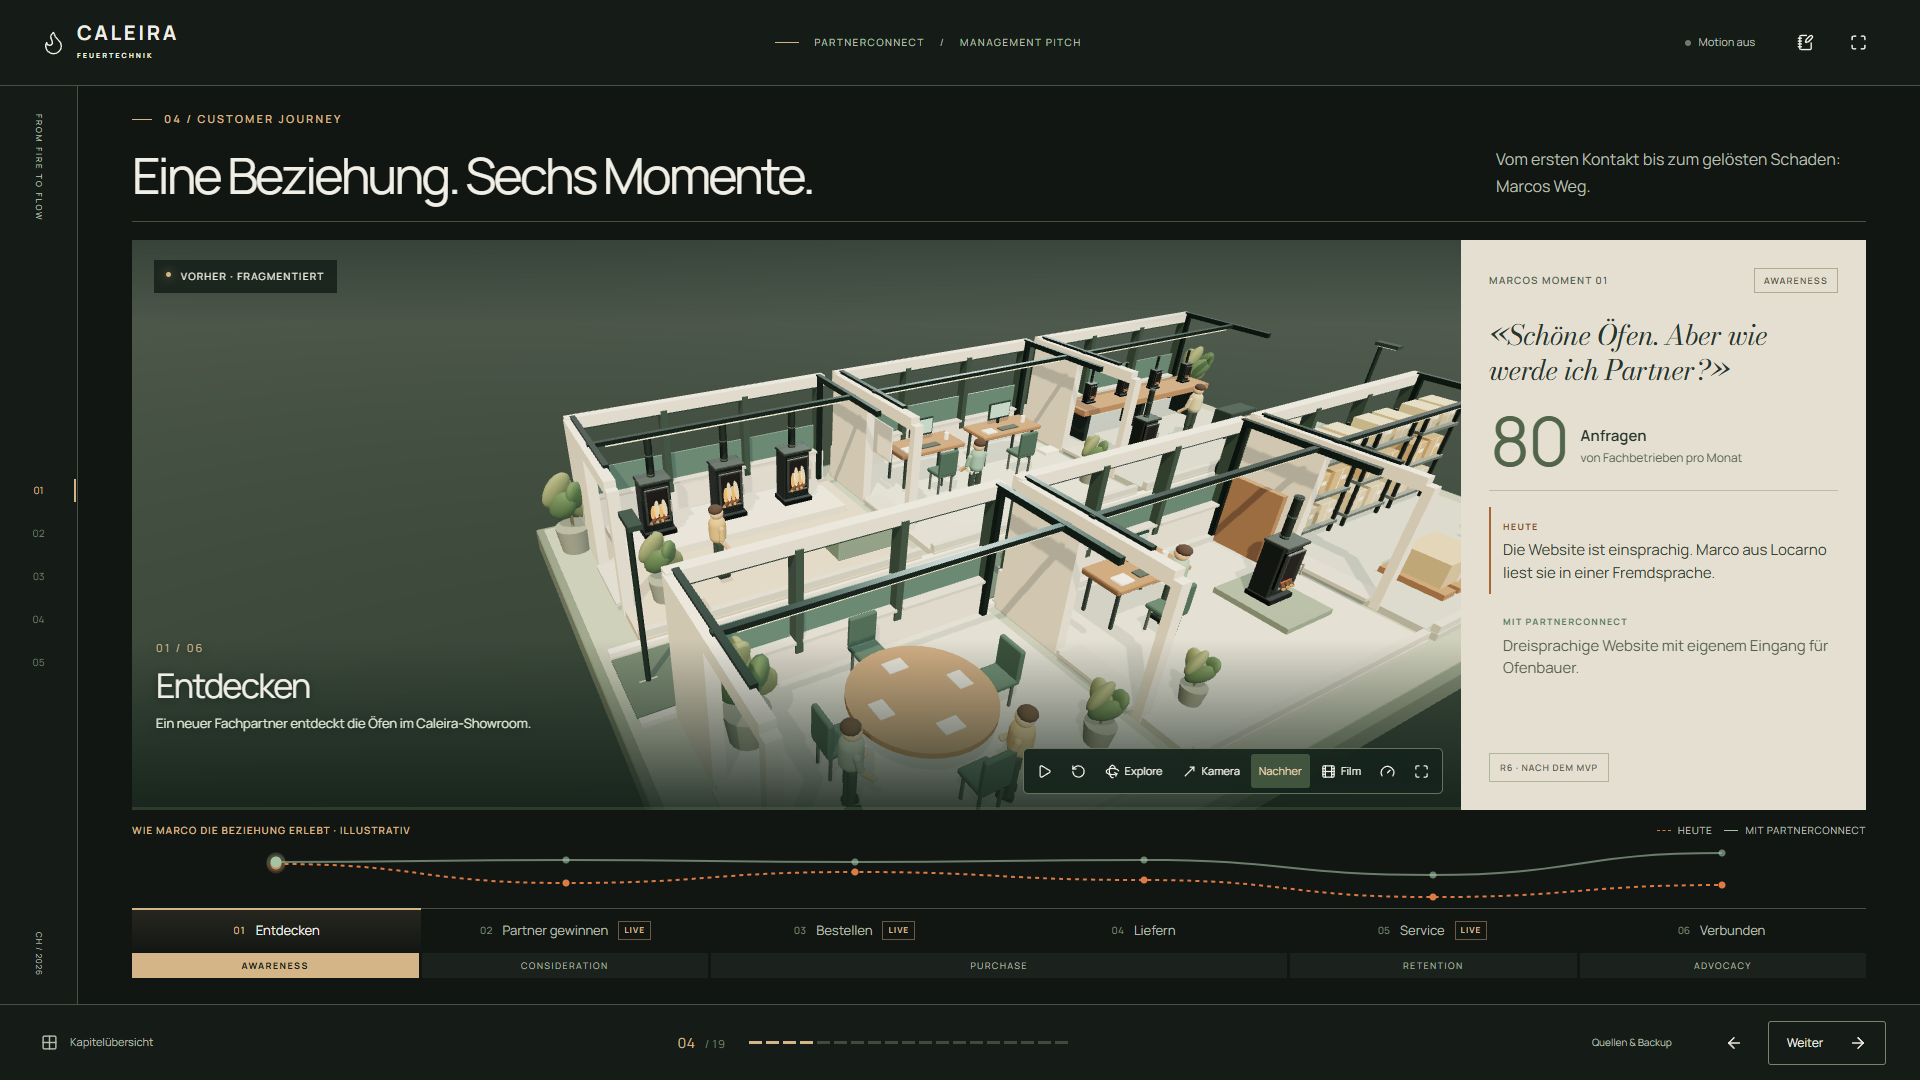 CALEIRA
FEUERTECHNIK
PARTNERCONNECT / MANAGEMENT PITCH
Motion aus
FROM FIRE TO FLOW
01
02
03
04
05
CH / 2026
04 / CUSTOMER JOURNEY
Eine Beziehung. Sechs Momente.
Vom ersten Kontakt bis zum gelösten Schaden:
Marcos Weg.
VORHER · FRAGMENTIERT
01 / 06
Entdecken
Ein neuer Fachpartner entdeckt die Öfen im Caleira-Showroom.
Explore
Kamera
Nachher
Film
MARCOS MOMENT 01
AWARENESS
«Schöne Öfen. Aber wie
werde ich Partner?»
80
Anfragen
von Fachbetrieben pro Monat
HEUTE
Die Website ist einsprachig. Marco aus Locarno
liest sie in einer Fremdsprache.
MIT PARTNERCONNECT
Dreisprachige Website mit eigenem Eingang für
Ofenbauer.
R6 · NACH DEM MVP
WIE MARCO DIE BEZIEHUNG ERLEBT · ILLUSTRATIV
HEUTE
MIT PARTNERCONNECT
01 Entdecken
02 Partner gewinnen LIVE
03 Bestellen LIVE
04 Liefern
05 Service LIVE
06 Verbunden
AWARENESS
CONSIDERATION
PURCHASE
RETENTION
ADVOCACY
Kapitelübersicht
04 / 19
Quellen & Backup
Weiter